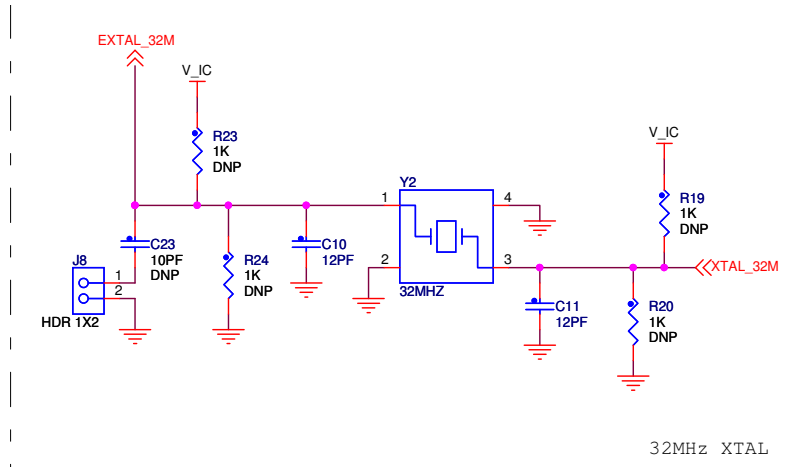 EXTAL_32M
V_IC
R23
1K
DNP
V_IC
Y2
1
4
R19
1K
DNP
C23
10PF
DNP
R24
1K
DNP
C10
12PF
2
3
32MHZ
XTAL_32M
J8
1
2
HDR 1X2
C11
12PF
R20
1K
DNP
32MHz XTAL